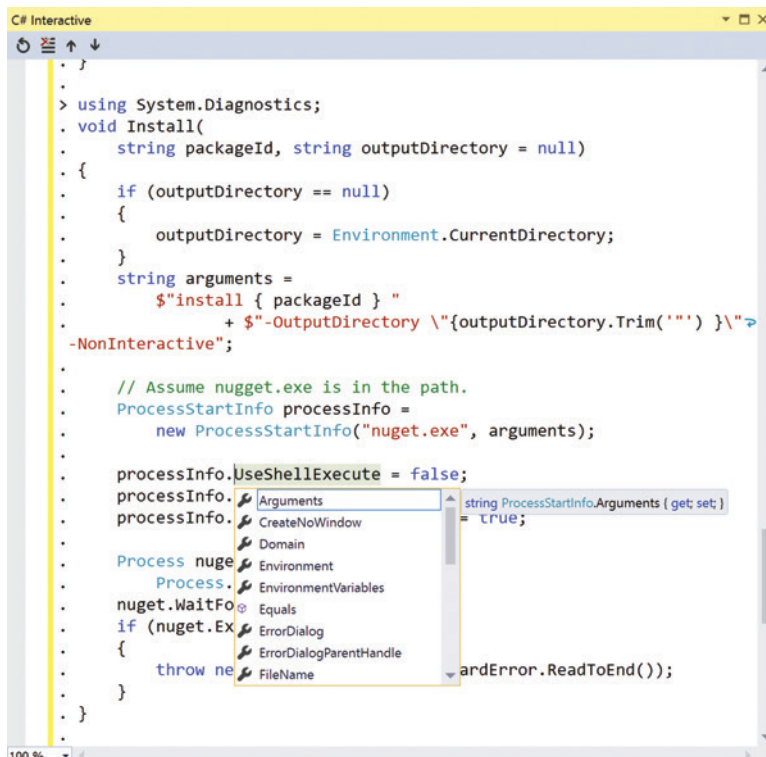 C# Interactive
. }
.
> using System.Diagnostics;
. void Install(
. string packageId, string outputDirectory = null)
. {
. if (outputDirectory == null)
. {
. outputDirectory = Environment.CurrentDirectory;
. }
. string arguments =
. $"install { packageId } "
. + $"-OutputDirectory \"{outputDirectory.Trim('"') }\"
-NonInteractive";
.
. // Assume nugget.exe is in the path.
. ProcessStartInfo processInfo =
. new ProcessStartInfo("nuget.exe", arguments);
.
. processInfo.UseShellExecute = false;
. processInfo.
. processInfo. = true;
.
. Process nuge
. Process.
. nuget.WaitFo
. if (nuget.Ex
. {
. throw ne ardError.ReadToEnd());
. }
. }
.
Arguments
CreateNoWindow
Domain
Environment
EnvironmentVariables
Equals
ErrorDialog
ErrorDialogParentHandle
FileName
string ProcessStartInfo.Arguments { get; set; }
100 %